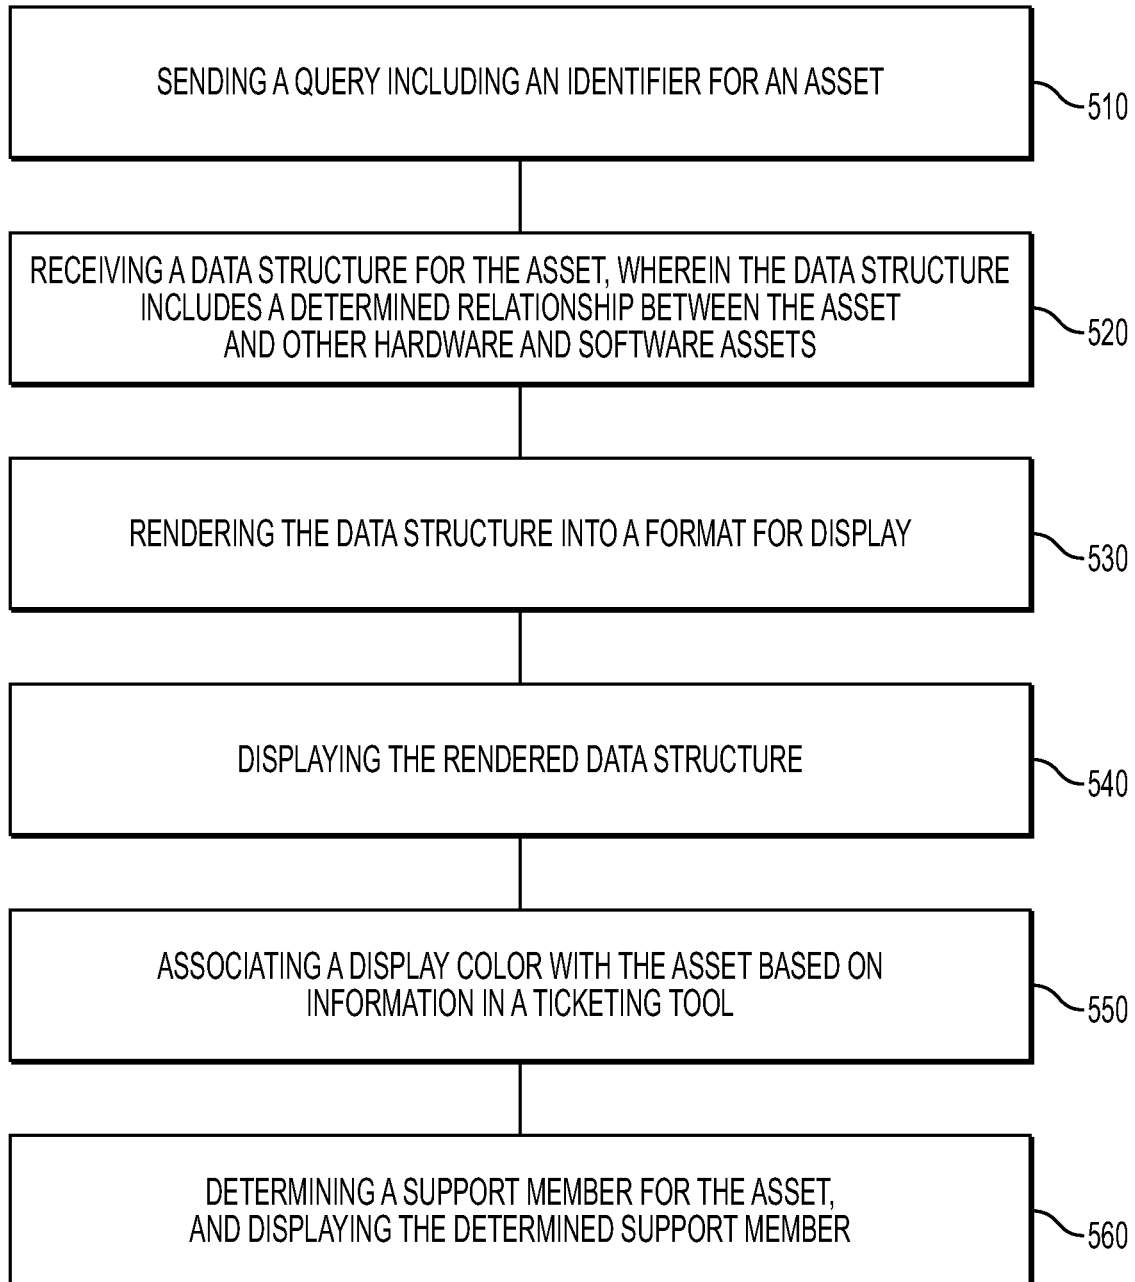 SENDING A QUERY INCLUDING AN IDENTIFIER FOR AN ASSET
510
RECEIVING A DATA STRUCTURE FOR THE ASSET, WHEREIN THE DATA STRUCTURE
INCLUDES A DETERMINED RELATIONSHIP BETWEEN THE ASSET
AND OTHER HARDWARE AND SOFTWARE ASSETS
520
RENDERING THE DATA STRUCTURE INTO A FORMAT FOR DISPLAY
530
DISPLAYING THE RENDERED DATA STRUCTURE
540
ASSOCIATING A DISPLAY COLOR WITH THE ASSET BASED ON
INFORMATION IN A TICKETING TOOL
550
DETERMINING A SUPPORT MEMBER FOR THE ASSET,
AND DISPLAYING THE DETERMINED SUPPORT MEMBER
560